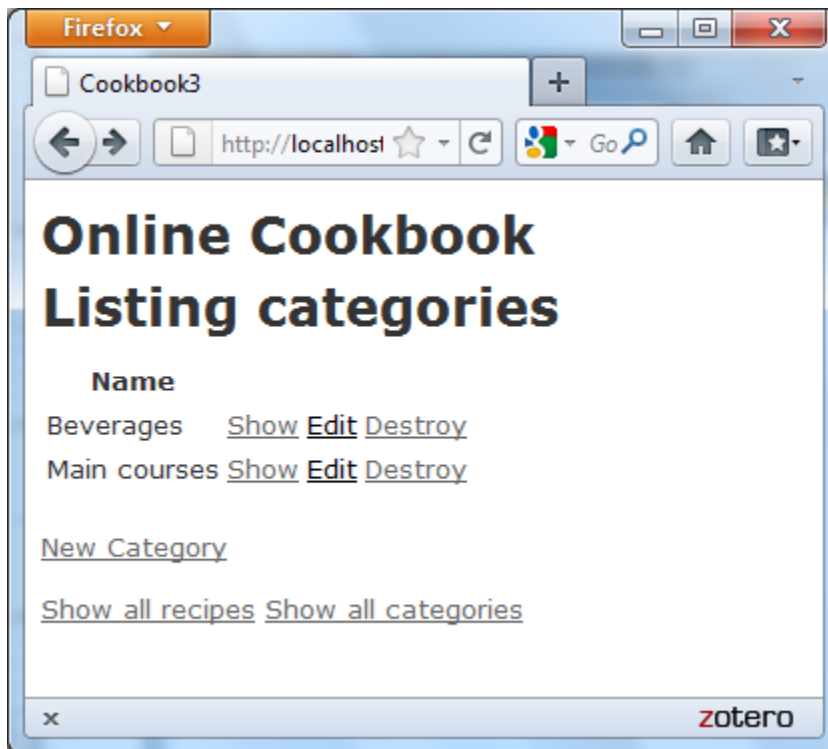 Firefox
Cookbook3
http://localhost Go
Online Cookbook
Listing categories
Name
Beverages Show Edit Destroy
Main courses Show Edit Destroy
New Category
Show all recipes Show all categories
x zotero